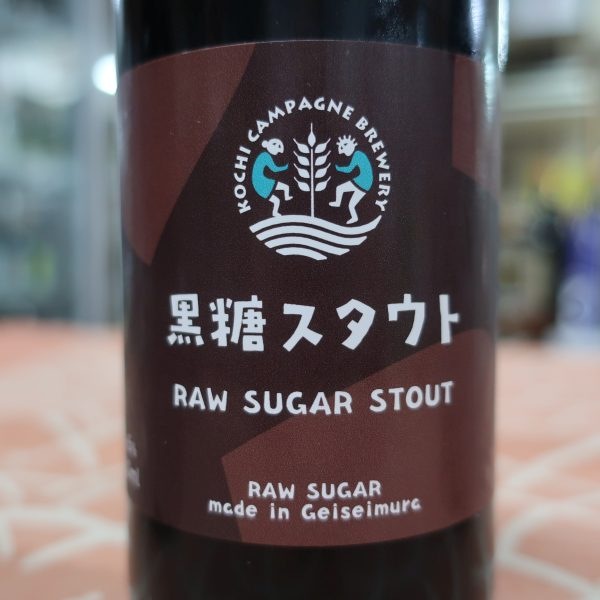 KOCHI CAMPAGNE BREWERY
黒糖スタウト
RAW SUGAR STOUT
RAW SUGAR
made in Geiseimura